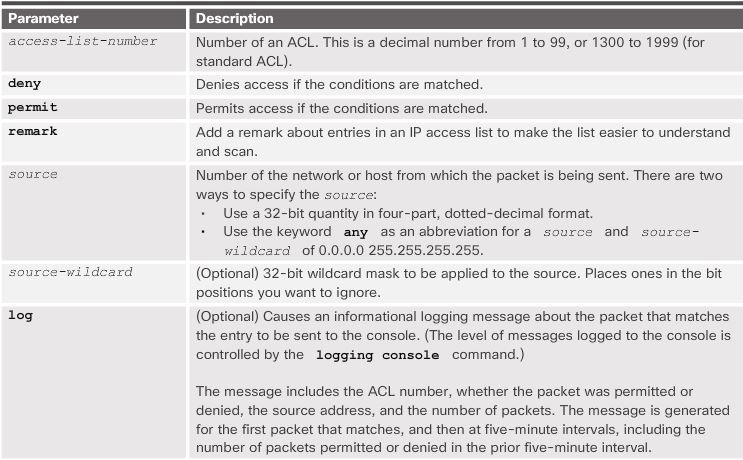 Parameter Description
access-list-number Number of an ACL. This is a decimal number from 1 to 99, or 1300 to 1999 (for
standard ACL).
deny Denies access if the conditions are matched.
permit Permits access if the conditions are matched.
remark Add a remark about entries in an IP access list to make the list easier to understand
and scan.
source Number of the network or host from which the packet is being sent. There are two
ways to specify the source:
• Use a 32-bit quantity in four-part, dotted-decimal format.
• Use the keyword any as an abbreviation for a source and source-
wildcard of 0.0.0.0 255.255.255.255.
source-wildcard (Optional) 32-bit wildcard mask to be applied to the source. Places ones in the bit
positions you want to ignore.
log (Optional) Causes an informational logging message about the packet that matches
the entry to be sent to the console. (The level of messages logged to the console is
controlled by the logging console command.)
The message includes the ACL number, whether the packet was permitted or
denied, the source address, and the number of packets. The message is generated
for the first packet that matches, and then at five-minute intervals, including the
number of packets permitted or denied in the prior five-minute interval.